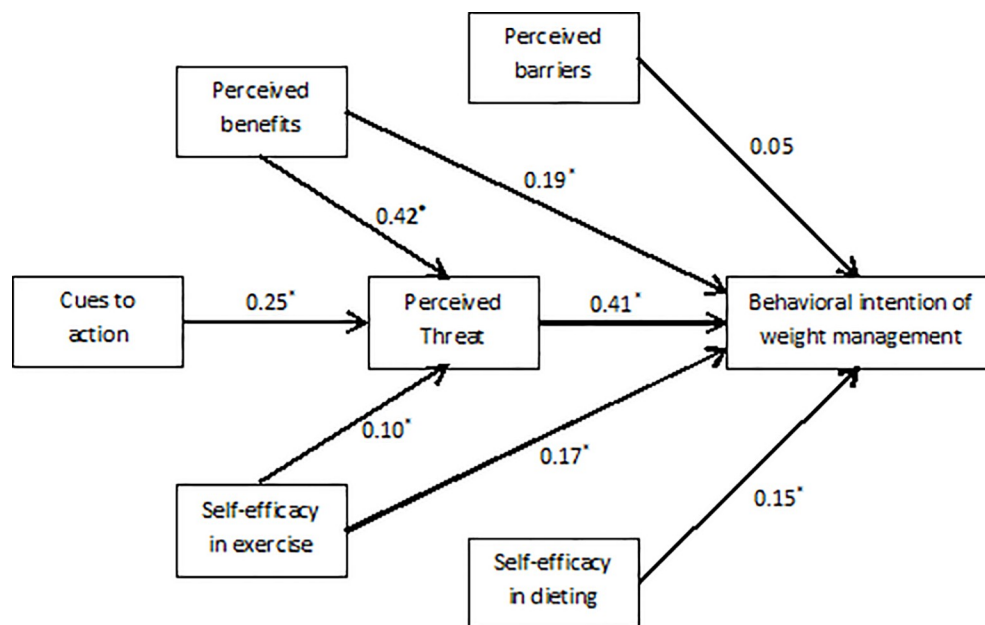 Perceived
barriers
Perceived
benefits
0.05
0.19*
0.42*
Cues to
action
0.25*
Perceived
Threat
0.41*
Behavioral intention of
weight management
0.10*
0.17*
Self-efficacy
in exercise
0.15*
Self-efficacy
in dieting